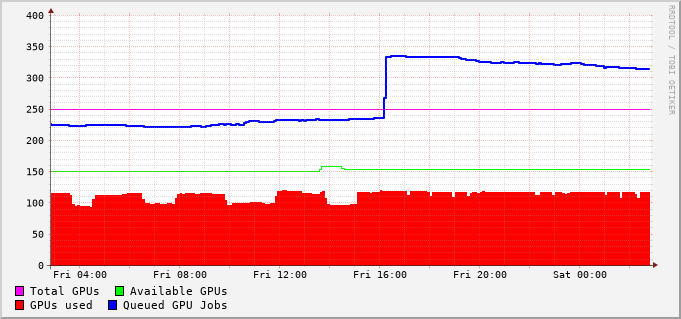 RRDTOOL / TOBI OETIKER
400
350
300
250
200
150
100
50
0
Fri 04:00 Fri 08:00 Fri 12:00 Fri 16:00 Fri 20:00 Sat 00:00
Total GPUs Available GPUs
GPUs used Queued GPU Jobs